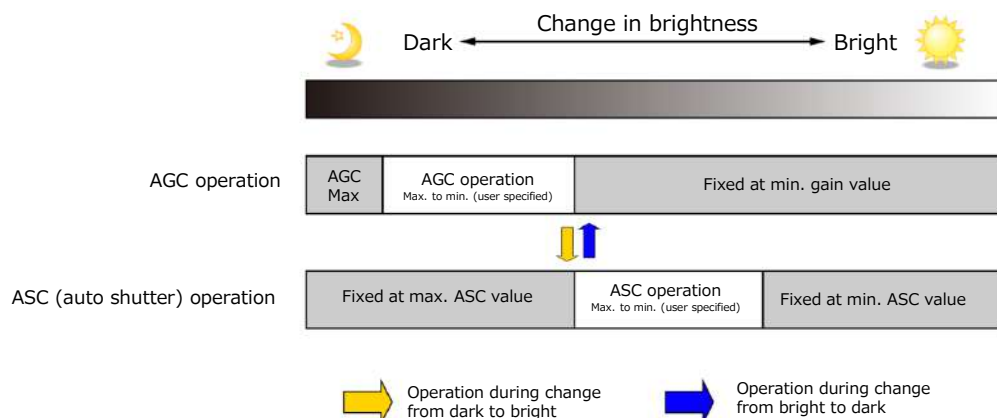 Change in brightness
Dark
Bright
AGC operation
AGC
Max
AGC operation
Max. to min. (user specified)
Fixed at min. gain value
ASC (auto shutter) operation
Fixed at max. ASC value
ASC operation
Max. to min. (user specified)
Fixed at min. ASC value
Operation during change
from dark to bright
Operation during change
from bright to dark